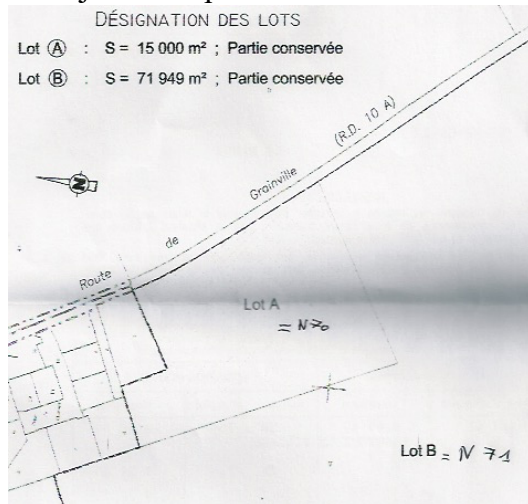 DÉSIGNATION DES LOTS
Lot Ⓐ : S = 15 000 m² ; Partie conservée
Lot Ⓑ : S = 71 949 m² ; Partie conservée
(R.D. 10 A)
Grainville
N
de
Route
Lot A
= N70
Lot B = N 71